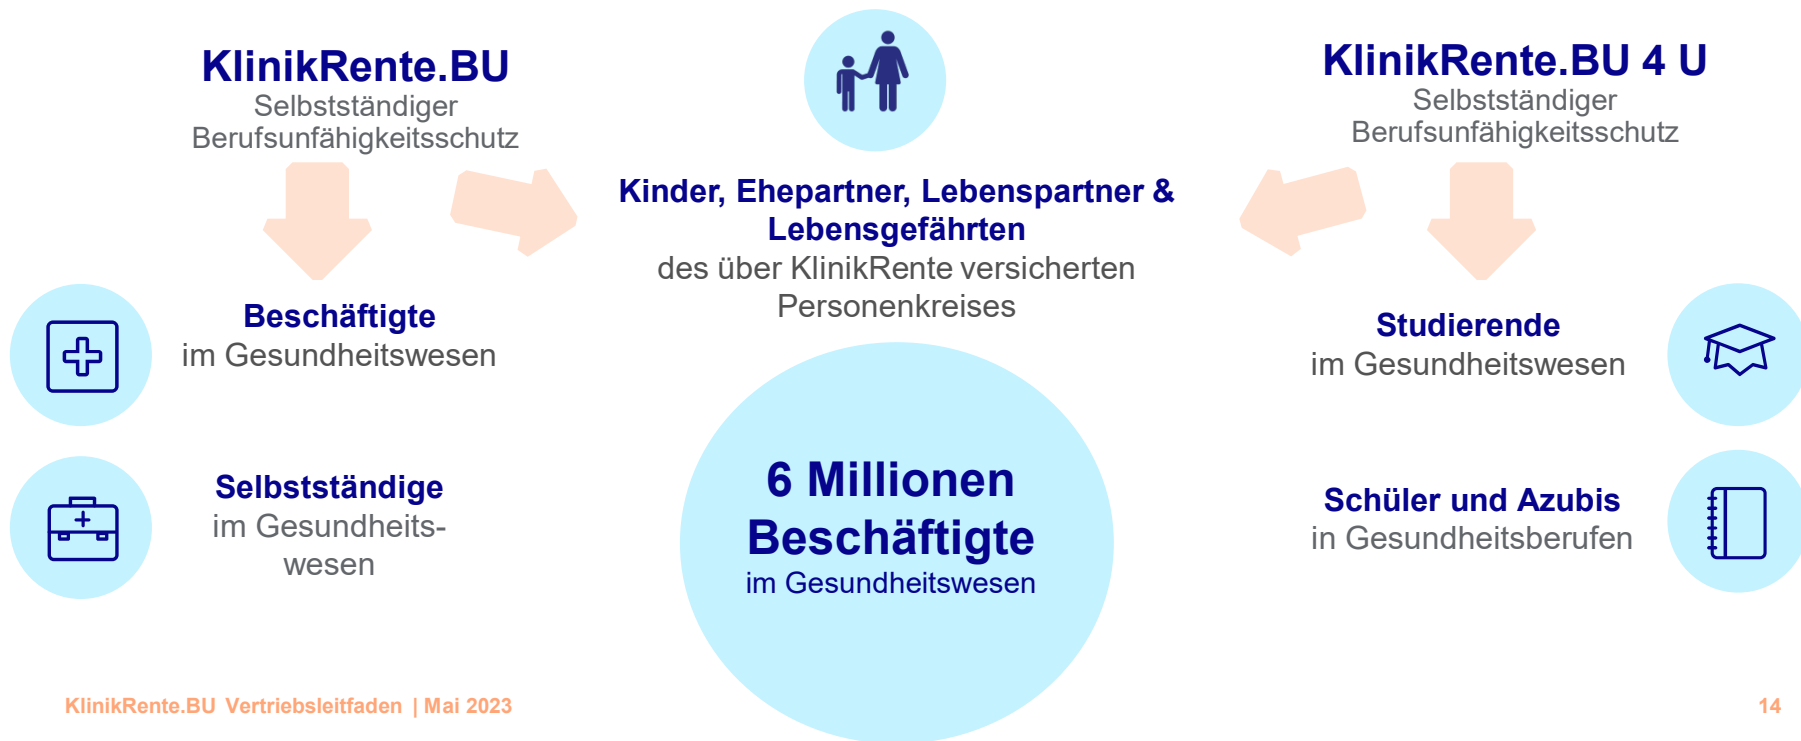 KlinikRente.BU
Selbstständiger
Berufsunfähigkeitsschutz
KlinikRente.BU 4 U
Selbstständiger
Berufsunfähigkeitsschutz
Kinder, Ehepartner, Lebenspartner &
Lebensgefährten
des über KlinikRente versicherten
Personenkreises
Beschäftigte
im Gesundheitswesen
Selbstständige
im Gesundheits-
wesen
6 Millionen
Beschäftigte
im Gesundheitswesen
Studierende
im Gesundheitswesen
Schüler und Azubis
in Gesundheitsberufen
KlinikRente.BU Vertriebsleitfaden | Mai 2023
14